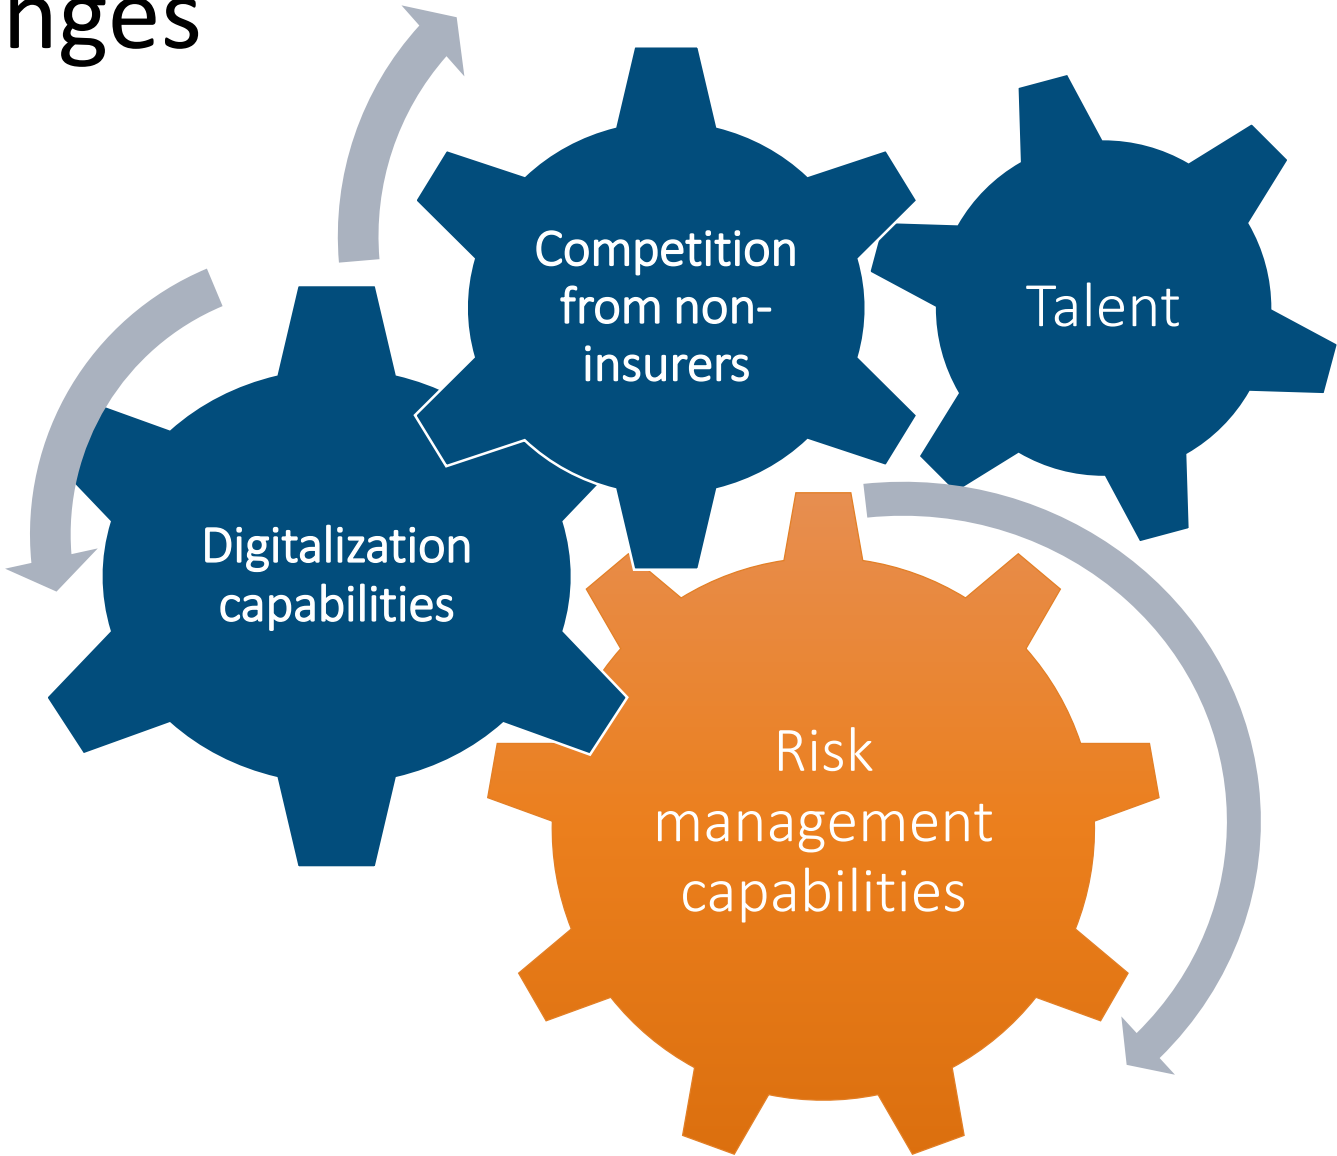 nges
Competition
from non-
insurers
Talent
Digitalization
capabilities
Risk
management
capabilities